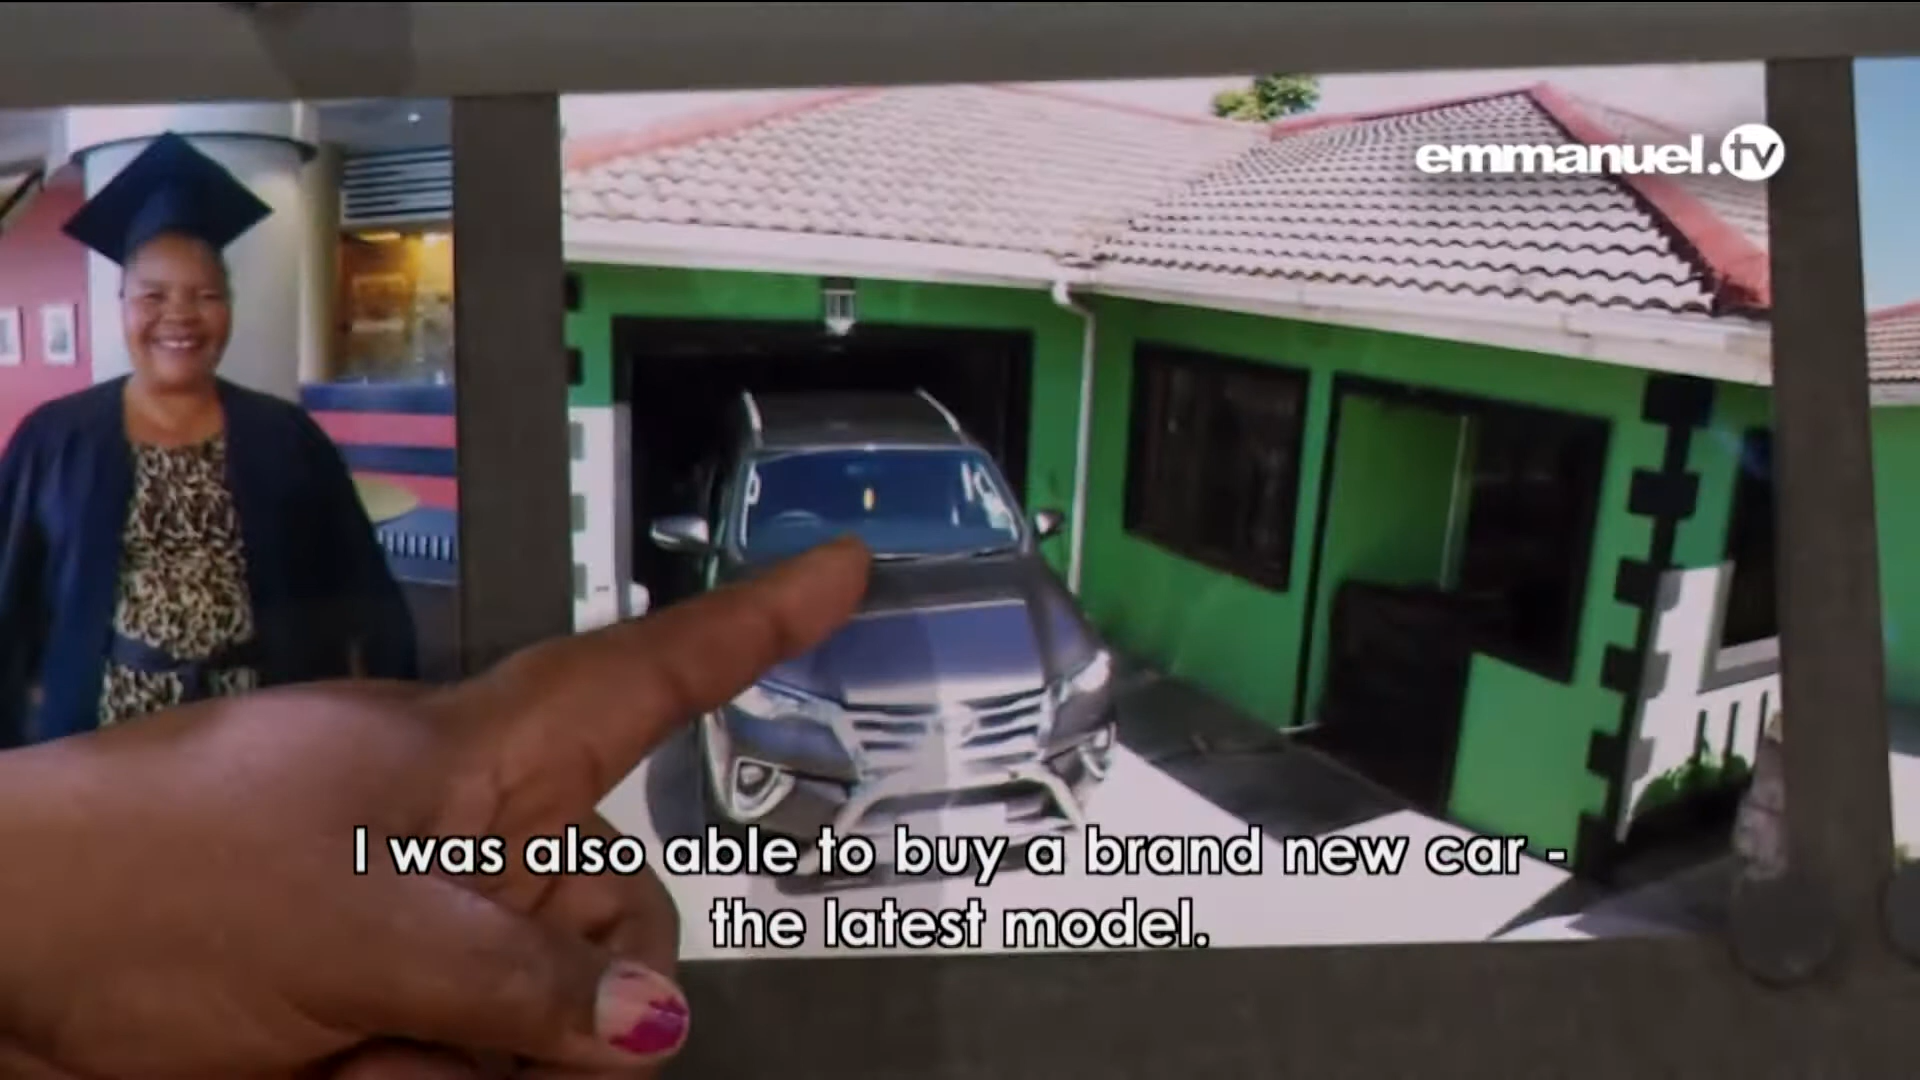 emmanuel.tv
I was also able to buy a brand new car -
the latest model.